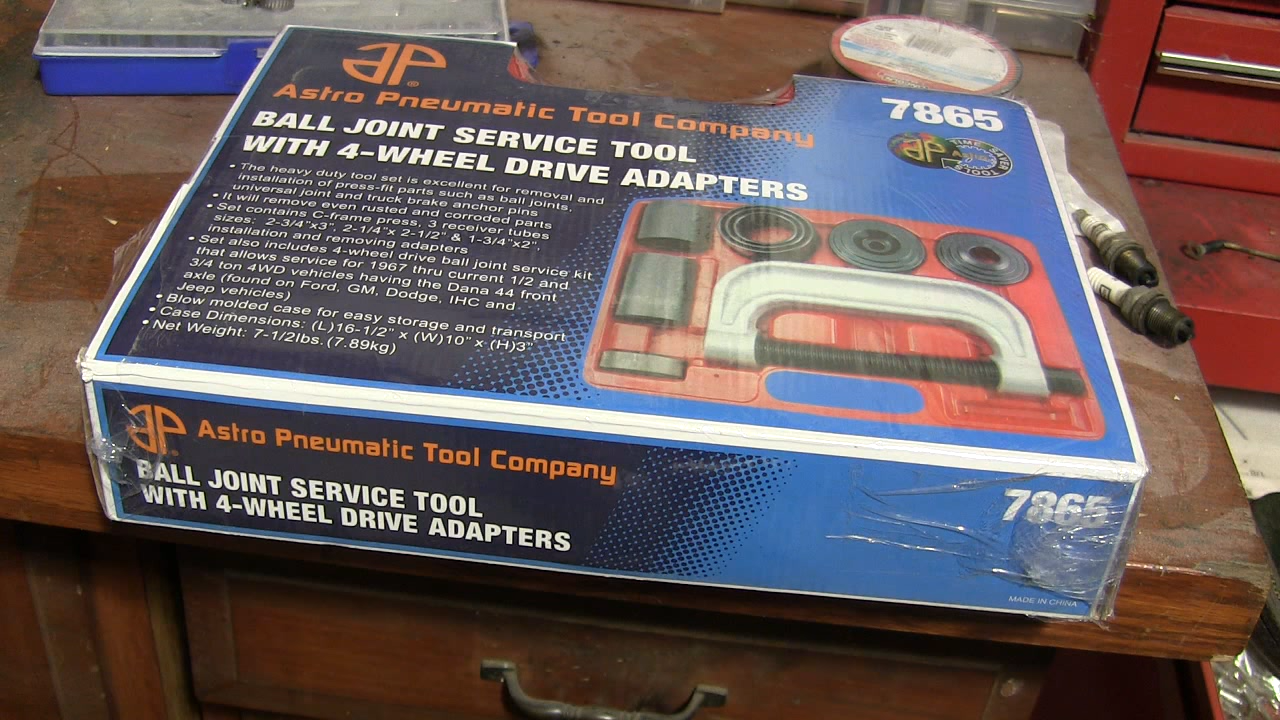 AP
Astro Pneumatic Tool Company
7865
BALL JOINT SERVICE TOOL
WITH 4-WHEEL DRIVE ADAPTERS
AP
TIME SAVER
TOOL
• The heavy duty tool set is excellent for removal and
installation of press-fit parts such as ball joints,
universal joint and truck brake anchor pins
• It will remove even rusted and corroded parts
• Set contains C-frame press, 3 receiver tubes
sizes: 2-3/4"x3", 2-1/4"x 2-1/2" & 1-3/4"x2",
installation and removing adapters
• Set also includes 4-wheel drive ball joint service kit
that allows service for 1967 thru current 1/2 and
3/4 ton 4WD vehicles having the Dana 44 front
axle (found on Ford, GM, Dodge, IHC and
Jeep vehicles)
• Blow molded case for easy storage and transport
• Case Dimensions: (L)16-1/2" x (W)10" x (H)3"
• Net Weight: 7-1/2lbs. (7.89kg)
AP
Astro Pneumatic Tool Company
BALL JOINT SERVICE TOOL
WITH 4-WHEEL DRIVE ADAPTERS
7865
MADE IN CHINA